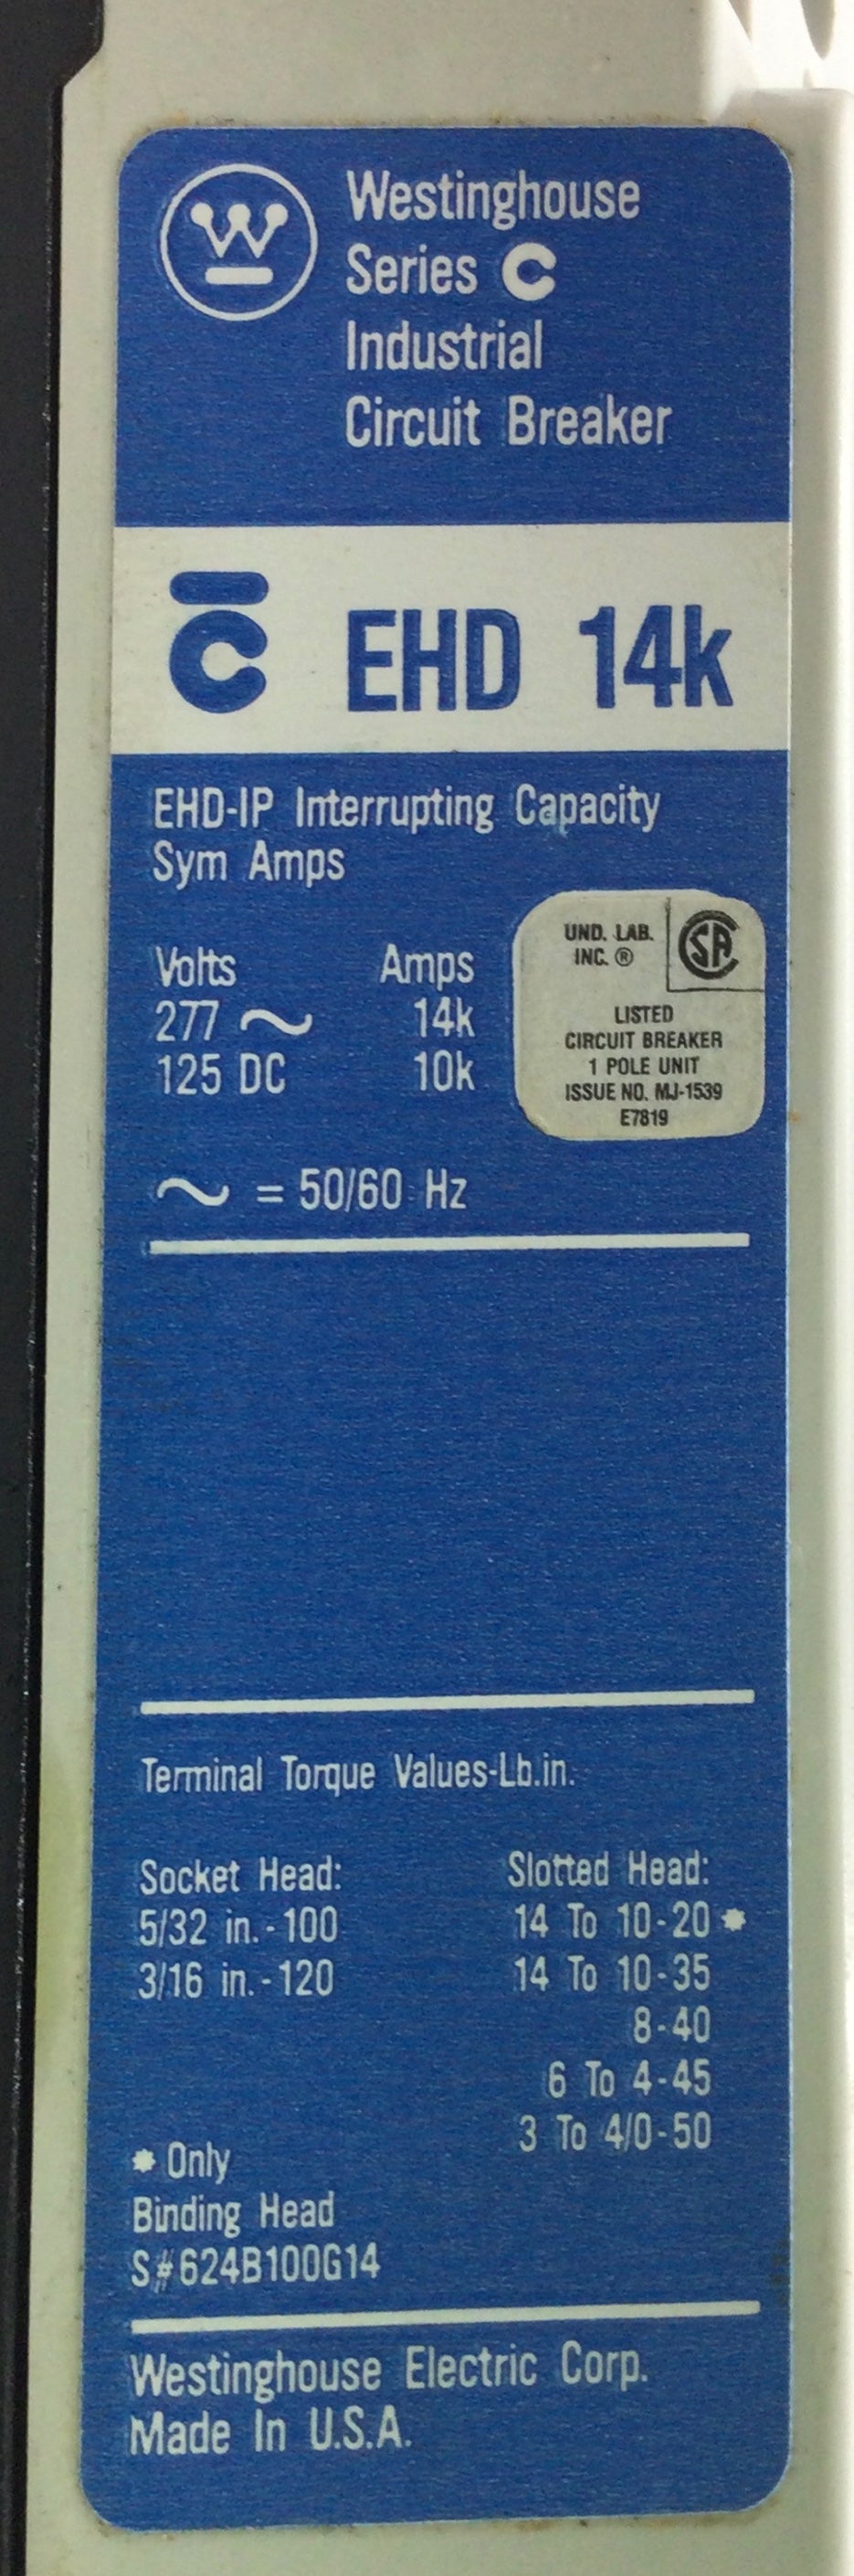 W
Westinghouse
Series C
Industrial
Circuit Breaker
C EHD 14k
EHD-IP Interrupting Capacity
Sym Amps
Volts Amps
277 ~ 14k
125 DC 10k
UND. LAB.
INC. ®
SA
LISTED
CIRCUIT BREAKER
1 POLE UNIT
ISSUE NO. MJ-1539
E7819
~ = 50/60 Hz
Terminal Torque Values-Lb.in.
Socket Head:
5/32 in.-100
3/16 in.-120
Slotted Head:
14 To 10-20 *
14 To 10-35
8-40
6 To 4-45
3 To 4/0-50
* Only
Binding Head
S#624B100G14
Westinghouse Electric Corp.
Made In U.S.A.